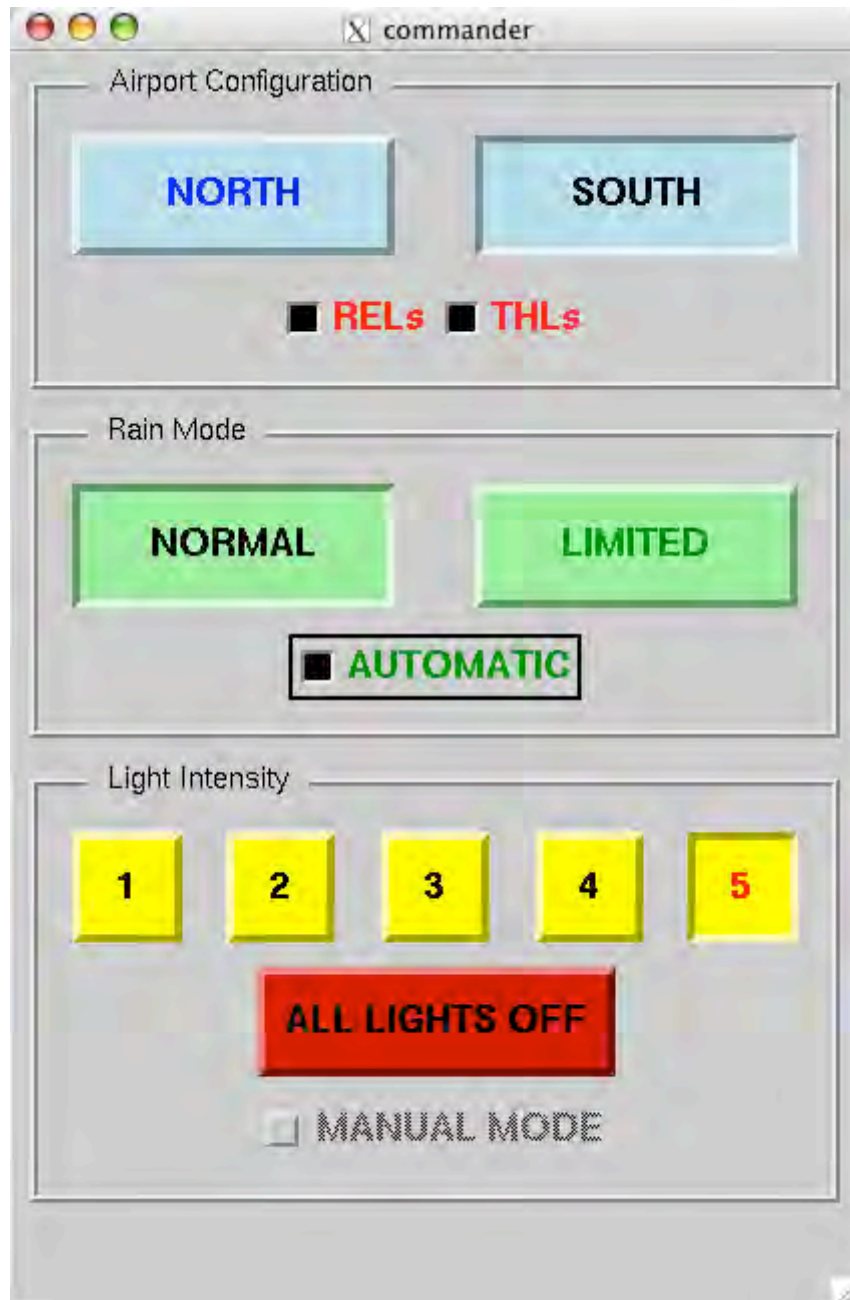 commander
Airport Configuration
NORTH SOUTH
RELs THLs
Rain Mode
NORMAL LIMITED
AUTOMATIC
Light Intensity
1 2 3 4 5
ALL LIGHTS OFF
MANUAL MODE